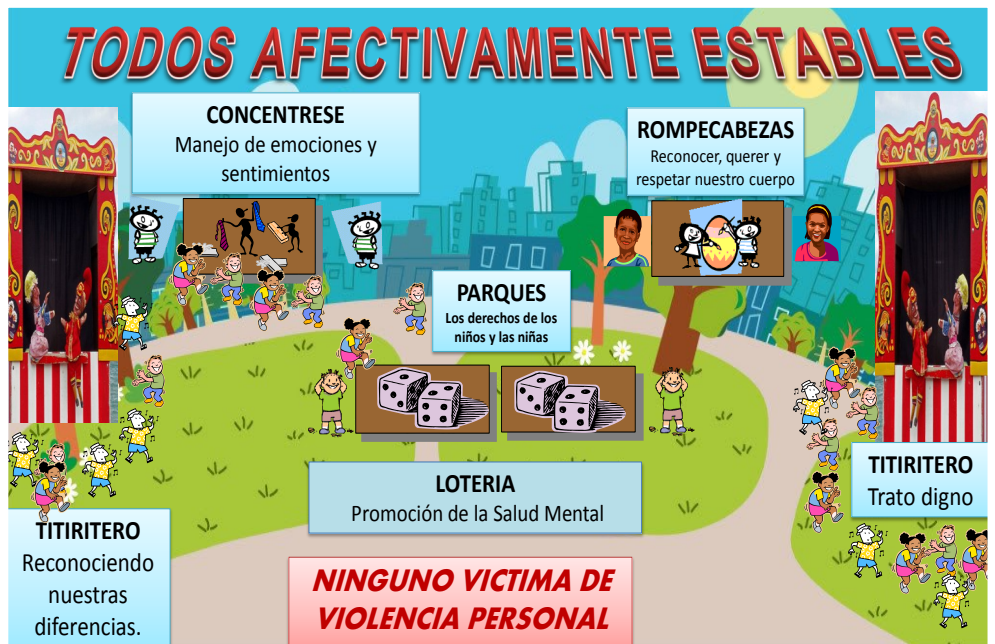 TODOS AFECTIVAMENTE ESTABLES
CONCENTRESE
Manejo de emociones y
sentimientos
ROMPECABEZAS
Reconocer, querer y
respetar nuestro cuerpo
PARQUES
Los derechos de los
niños y las niñas
LOTERIA
Promoción de la Salud Mental
TITIRITERO
Trato digno
TITIRITERO
Reconociendo
nuestras
diferencias.
NINGUNO VICTIMA DE
VIOLENCIA PERSONAL